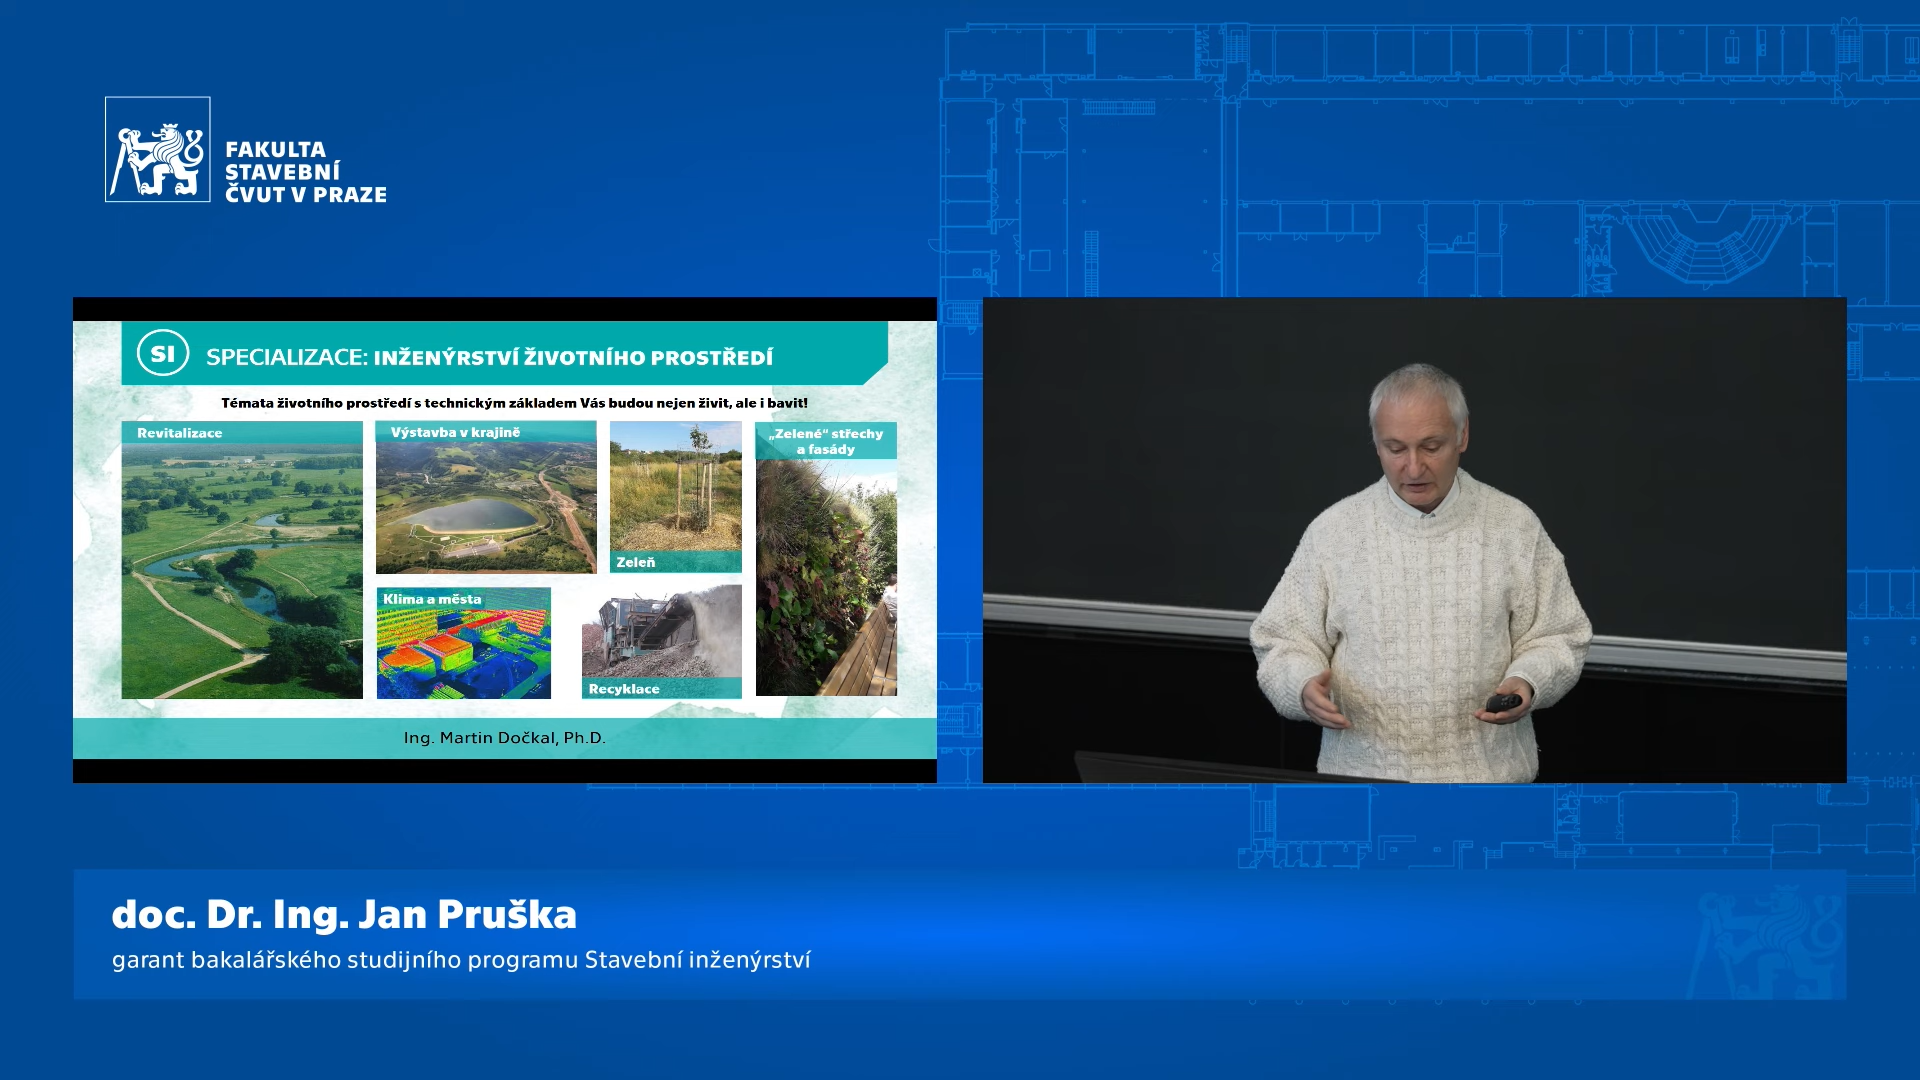 FAKULTA
STAVEBNÍ
ČVUT V PRAZE
SI
SPECIALIZACE: INŽENÝRSTVÍ ŽIVOTNÍHO PROSTŘEDÍ
Témata životního prostředí s technickým základem Vás budou nejen živit, ale i bavit!
Revitalizace
Výstavba v krajině
Zeleň
„Zelené“ střechy
a fasády
Klima a města
Recyklace
Ing. Martin Dočkal, Ph.D.
doc. Dr. Ing. Jan Pruška
garant bakalářského studijního programu Stavební inženýrství